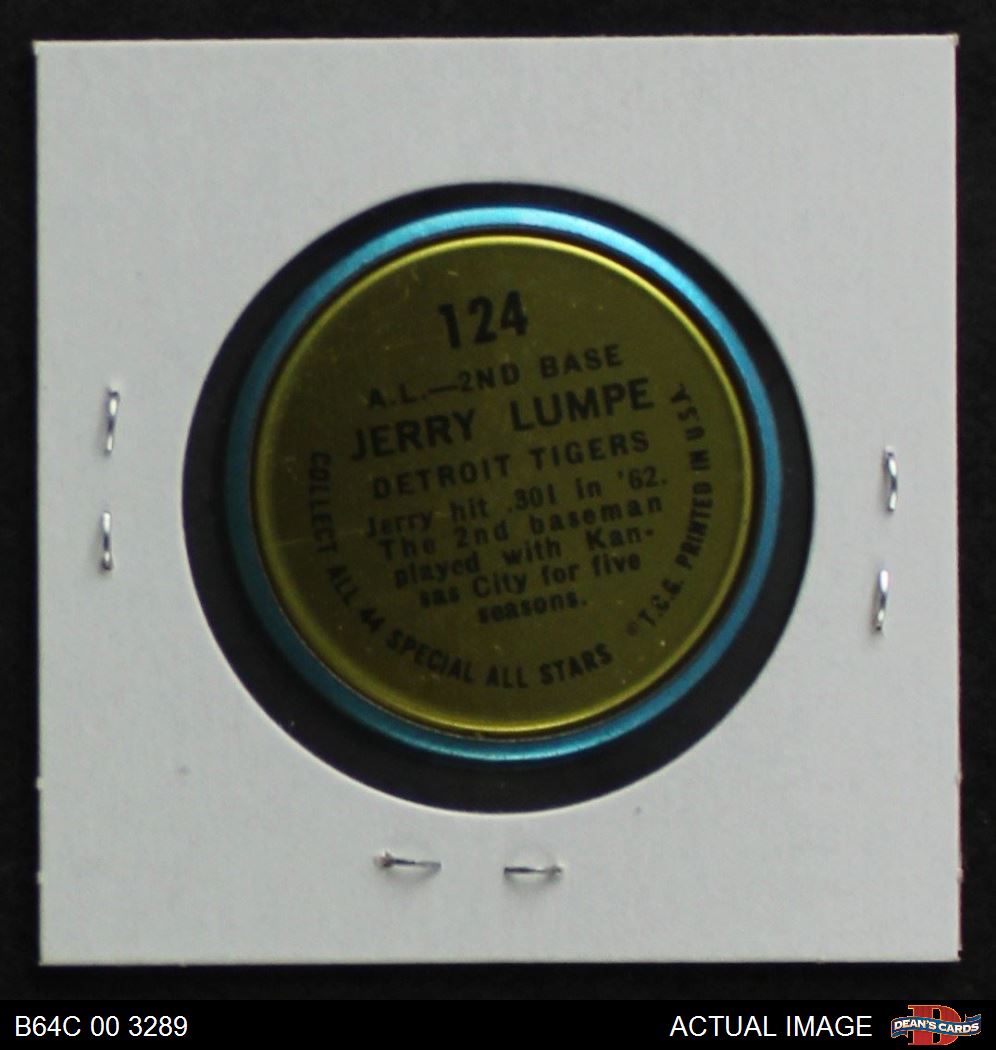 124
A.L.—2ND BASE
JERRY LUMPE
DETROIT TIGERS
Jerry hit .301 in '62.
The 2nd baseman
played with Kan-
sas City for five
seasons.
COLLECT ALL 44 SPECIAL ALL STARS
©T.C.G. PRINTED IN USA.
B64C 00 3289
ACTUAL IMAGE
D
DEAN'S CARDS